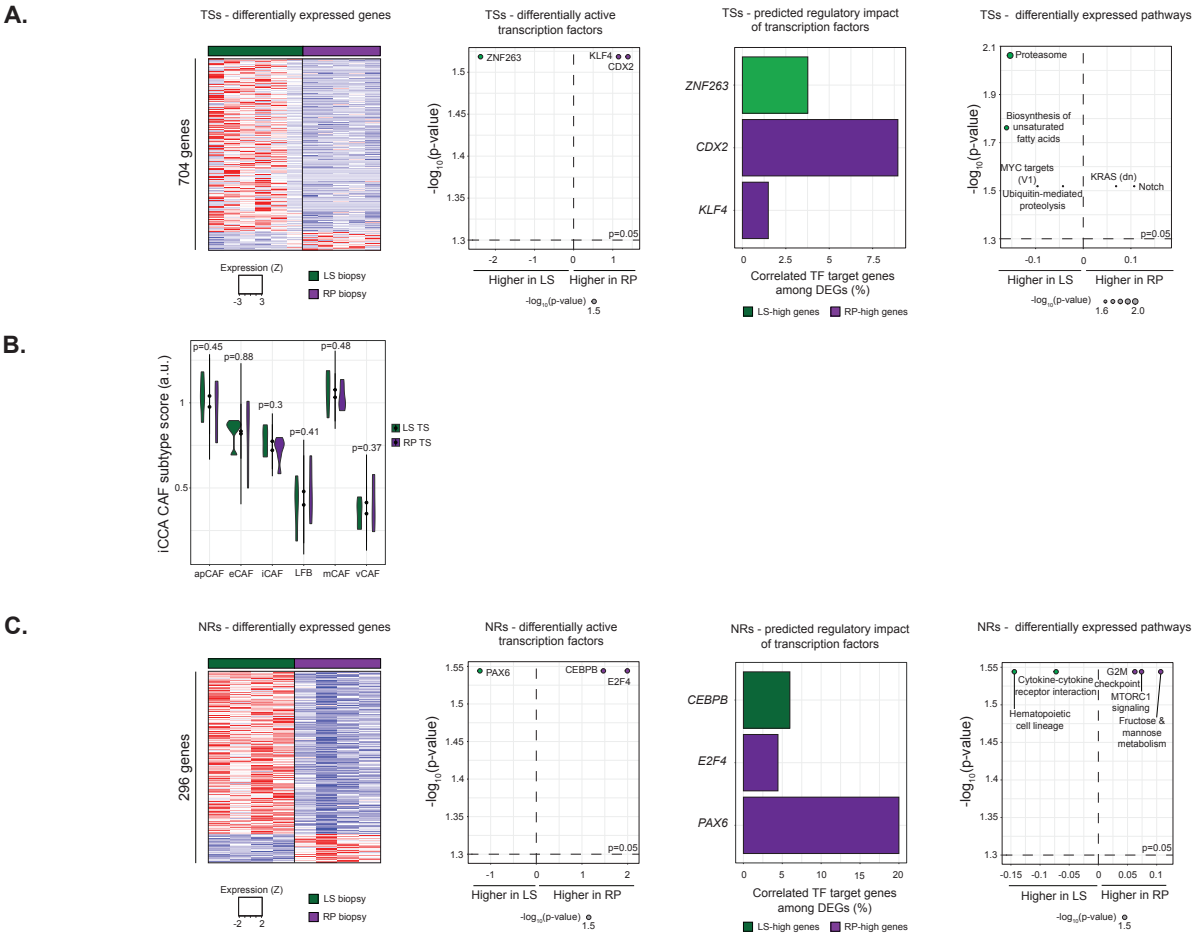 A.
TSs - differentially expressed genes
704 genes
Expression (Z)
-3 3
LS biopsy
RP biopsy
TSs - differentially active
transcription factors
-log10(p-value)
1.5
1.45
1.4
1.35
1.3
ZNF263
KLF4
CDX2
p=0.05
-2 -1 0 1
Higher in LS Higher in RP
-log10(p-value)
1.5
TSs - predicted regulatory impact
of transcription factors
ZNF263
CDX2
KLF4
0 2.5 5 7.5
Correlated TF target genes
among DEGs (%)
LS-high genes RP-high genes
TSs - differentially expressed pathways
-log10(p-value)
2.1
1.9
1.7
1.5
1.3
Proteasome
Biosynthesis of
unsaturated
fatty acids
MYC targets
(V1)
Ubiquitin-mediated
proteolysis
KRAS (dn)
Notch
p=0.05
-0.1 0 0.1
Higher in LS Higher in RP
-log10(p-value)
1.6 2.0
B.
iCCA CAF subtype score (a.u.)
1
0.5
p=0.45
p=0.88
p=0.3
p=0.41
p=0.48
p=0.37
apCAF eCAF iCAF LFB mCAF vCAF
LS TS
RP TS
C.
NRs - differentially expressed genes
296 genes
Expression (Z)
-2 2
LS biopsy
RP biopsy
NRs - differentially active
transcription factors
-log10(p-value)
1.55
1.5
1.45
1.4
1.35
1.3
PAX6
CEBPB
E2F4
p=0.05
-1 0 1 2
Higher in LS Higher in RP
-log10(p-value)
1.5
NRs - predicted regulatory impact
of transcription factors
CEBPB
E2F4
PAX6
0 5 10 15 20
Correlated TF target genes
among DEGs (%)
LS-high genes RP-high genes
NRs - differentially expressed pathways
-log10(p-value)
1.55
1.5
1.45
1.4
1.35
1.3
Cytokine-cytokine
receptor interaction
Hematopoietic
cell lineage
G2M
checkpoint
MTORC1
signaling
Fructose &
mannose
metabolism
p=0.05
-0.15 -0.1 -0.05 0 0.05 0.1
Higher in LS Higher in RP
-log10(p-value)
1.5